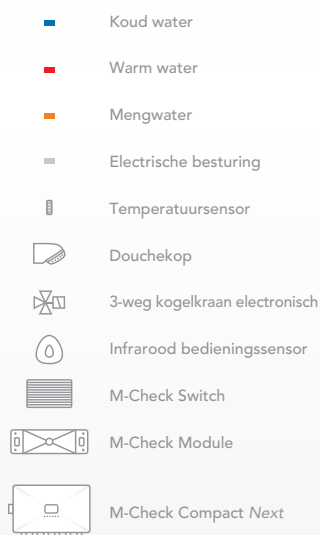 Koud water
Warm water
Mengwater
Electrische besturing
Temperatuursensor
Douchekop
3-weg kogelkraan electronisch
Infrarood bedieningssensor
M-Check Switch
M-Check Module
M-Check Compact Next